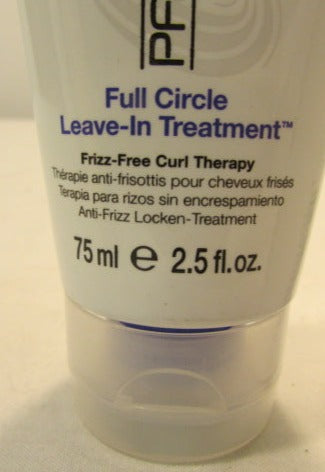 PF
Full Circle
Leave-In Treatment™
Frizz-Free Curl Therapy
Thérapie anti-frisottis pour cheveux frisés
Terapia para rizos sin encrespamiento
Anti-Frizz Locken-Treatment
75 ml e 2.5 fl.oz.